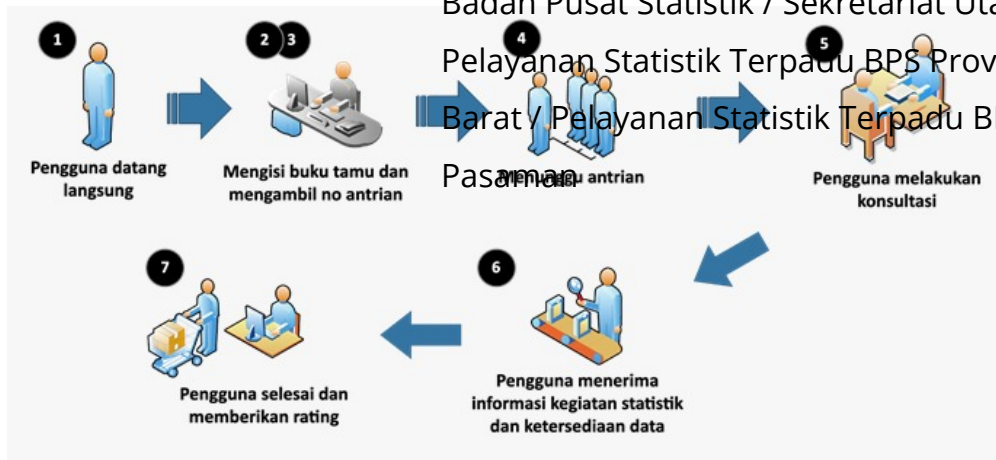 Badan Pusat Statistik / Sekretariat
Pelayanan Statistik Terpadu BPS
Barat / Pelayanan Statistik Terpadu
Pasaman
1
2 3
4
5
Pengguna datang
langsung
Mengisi buku tamu dan
mengambil no antrian
Menunggu antrian
Pengguna melakukan
konsultasi
7
6
Pengguna selesai dan
memberikan rating
Pengguna menerima
informasi kegiatan statistik
dan ketersediaan data